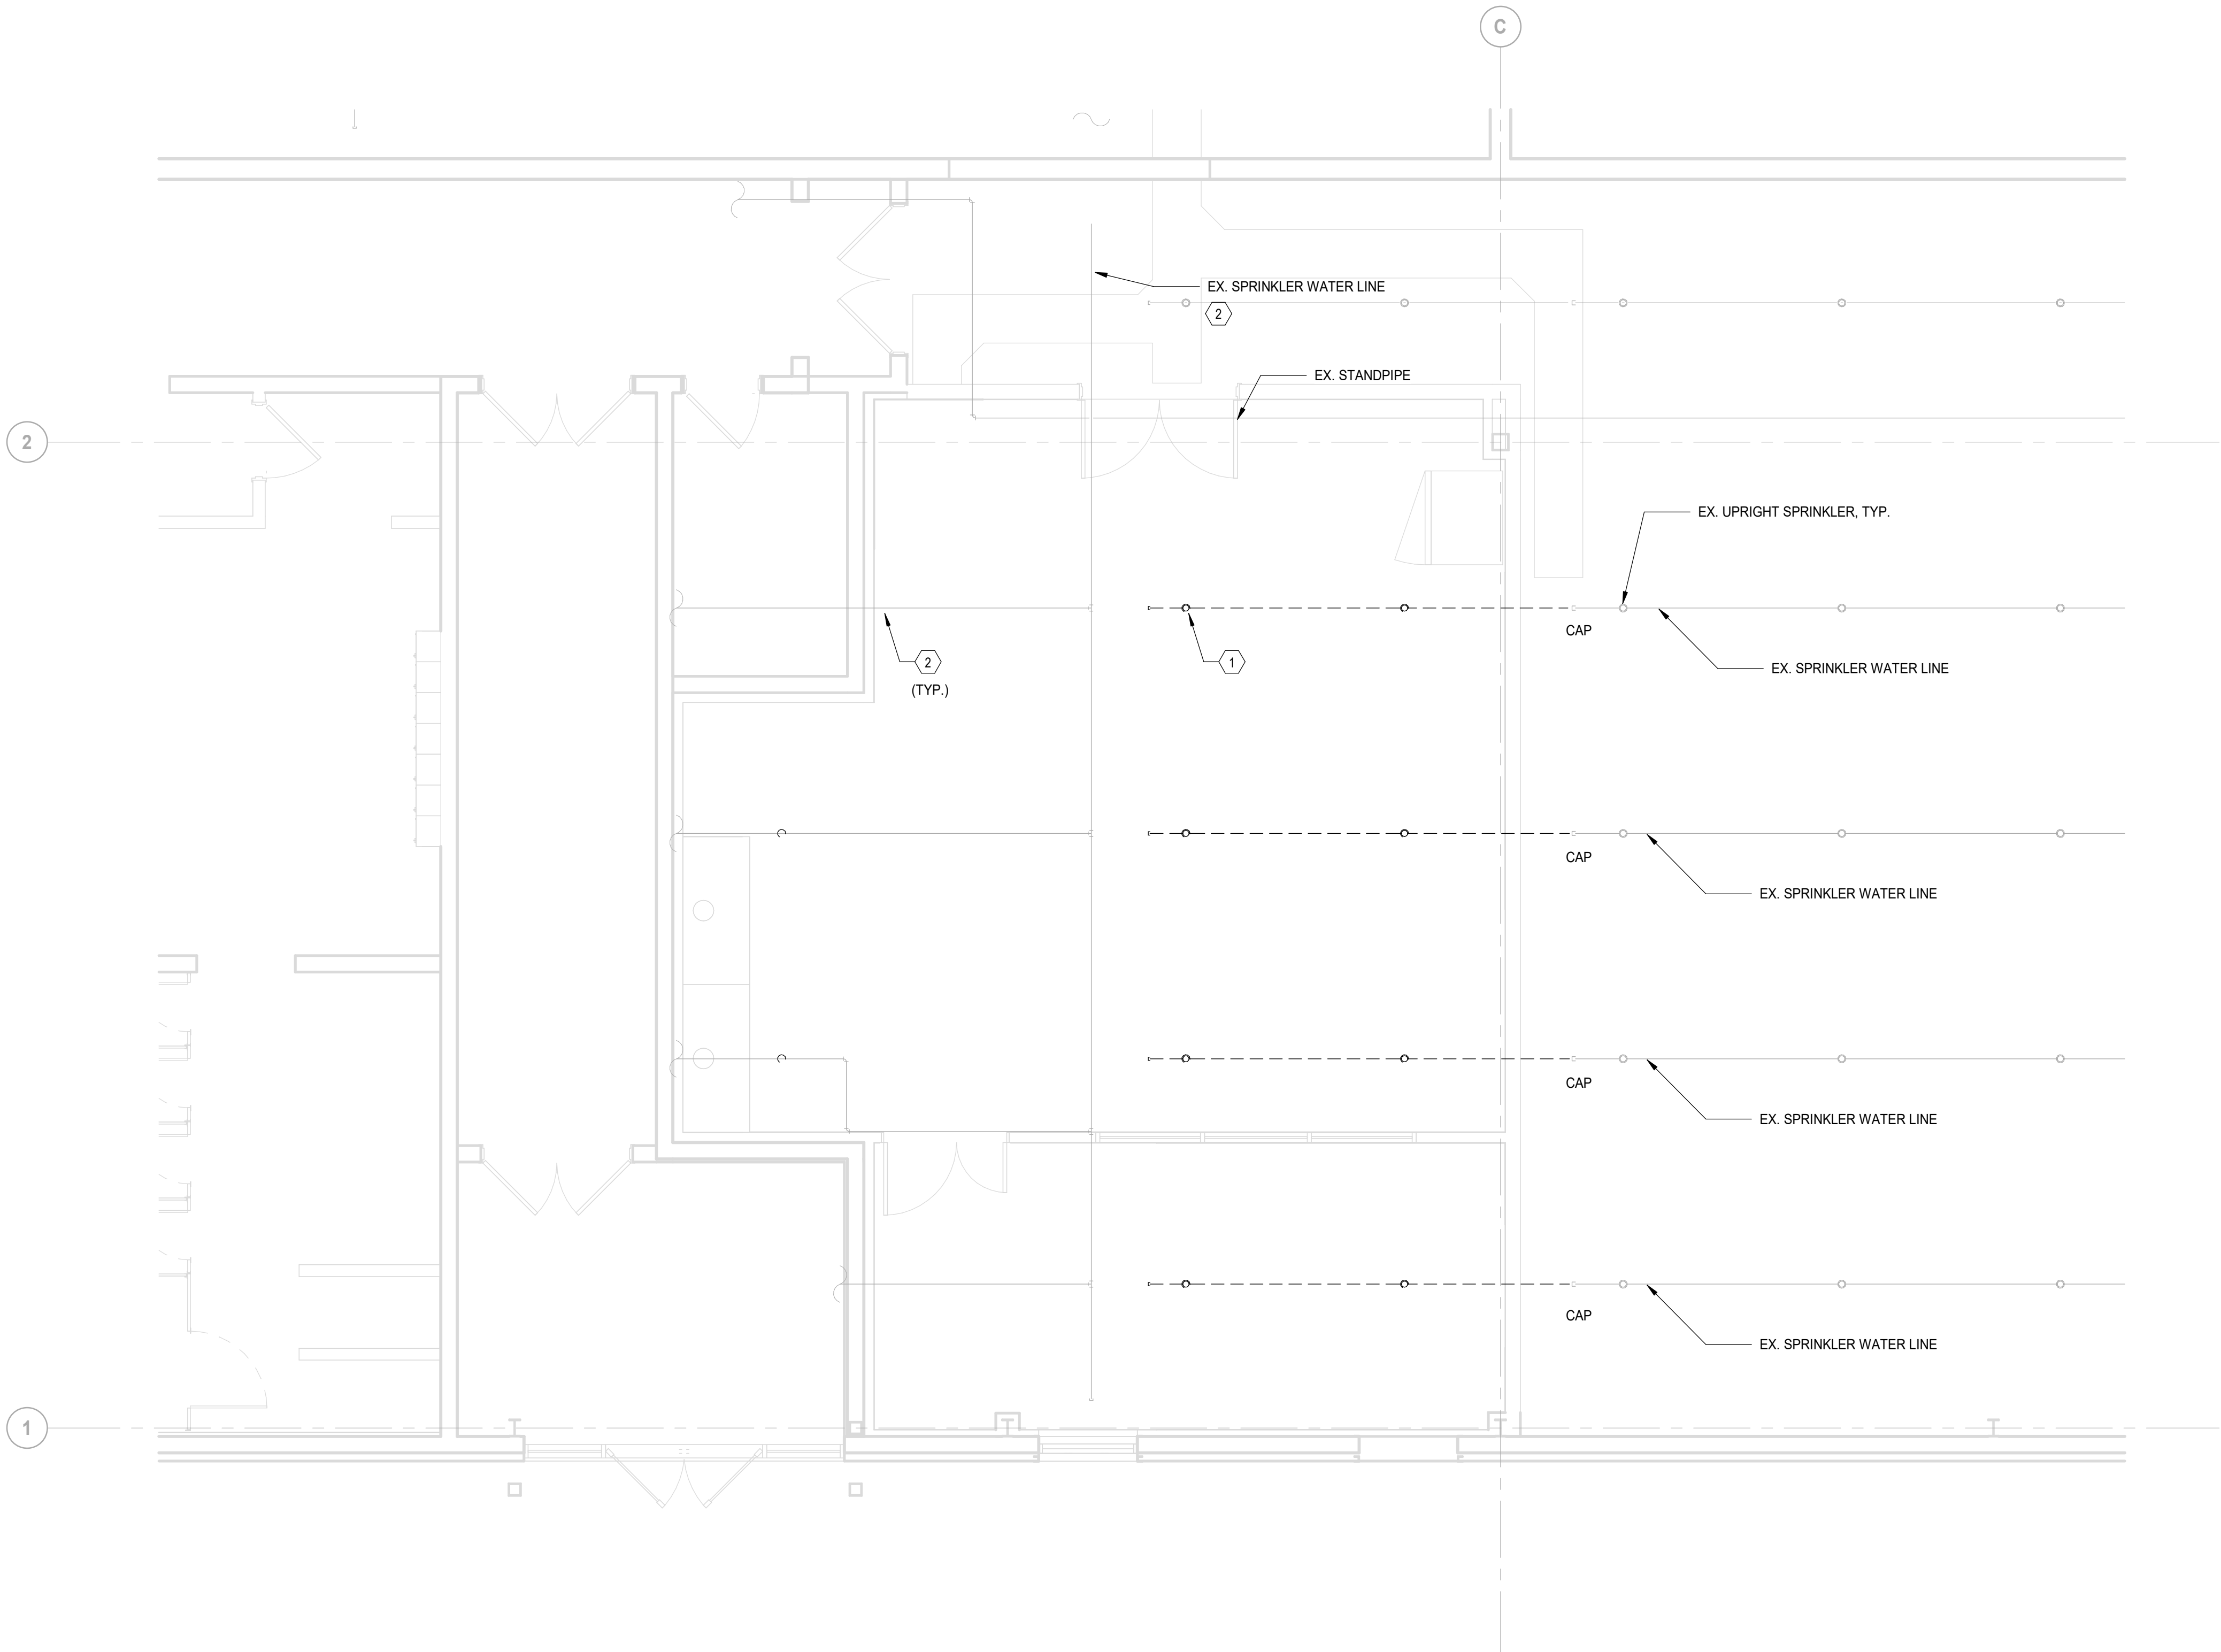 C
EX. SPRINKLER WATER LINE
2
EX. STANDPIPE
2
EX. UPRIGHT SPRINKLER, TYP.
CAP
2
(TYP.)
1
EX. SPRINKLER WATER LINE
CAP
EX. SPRINKLER WATER LINE
CAP
EX. SPRINKLER WATER LINE
CAP
EX. SPRINKLER WATER LINE
1